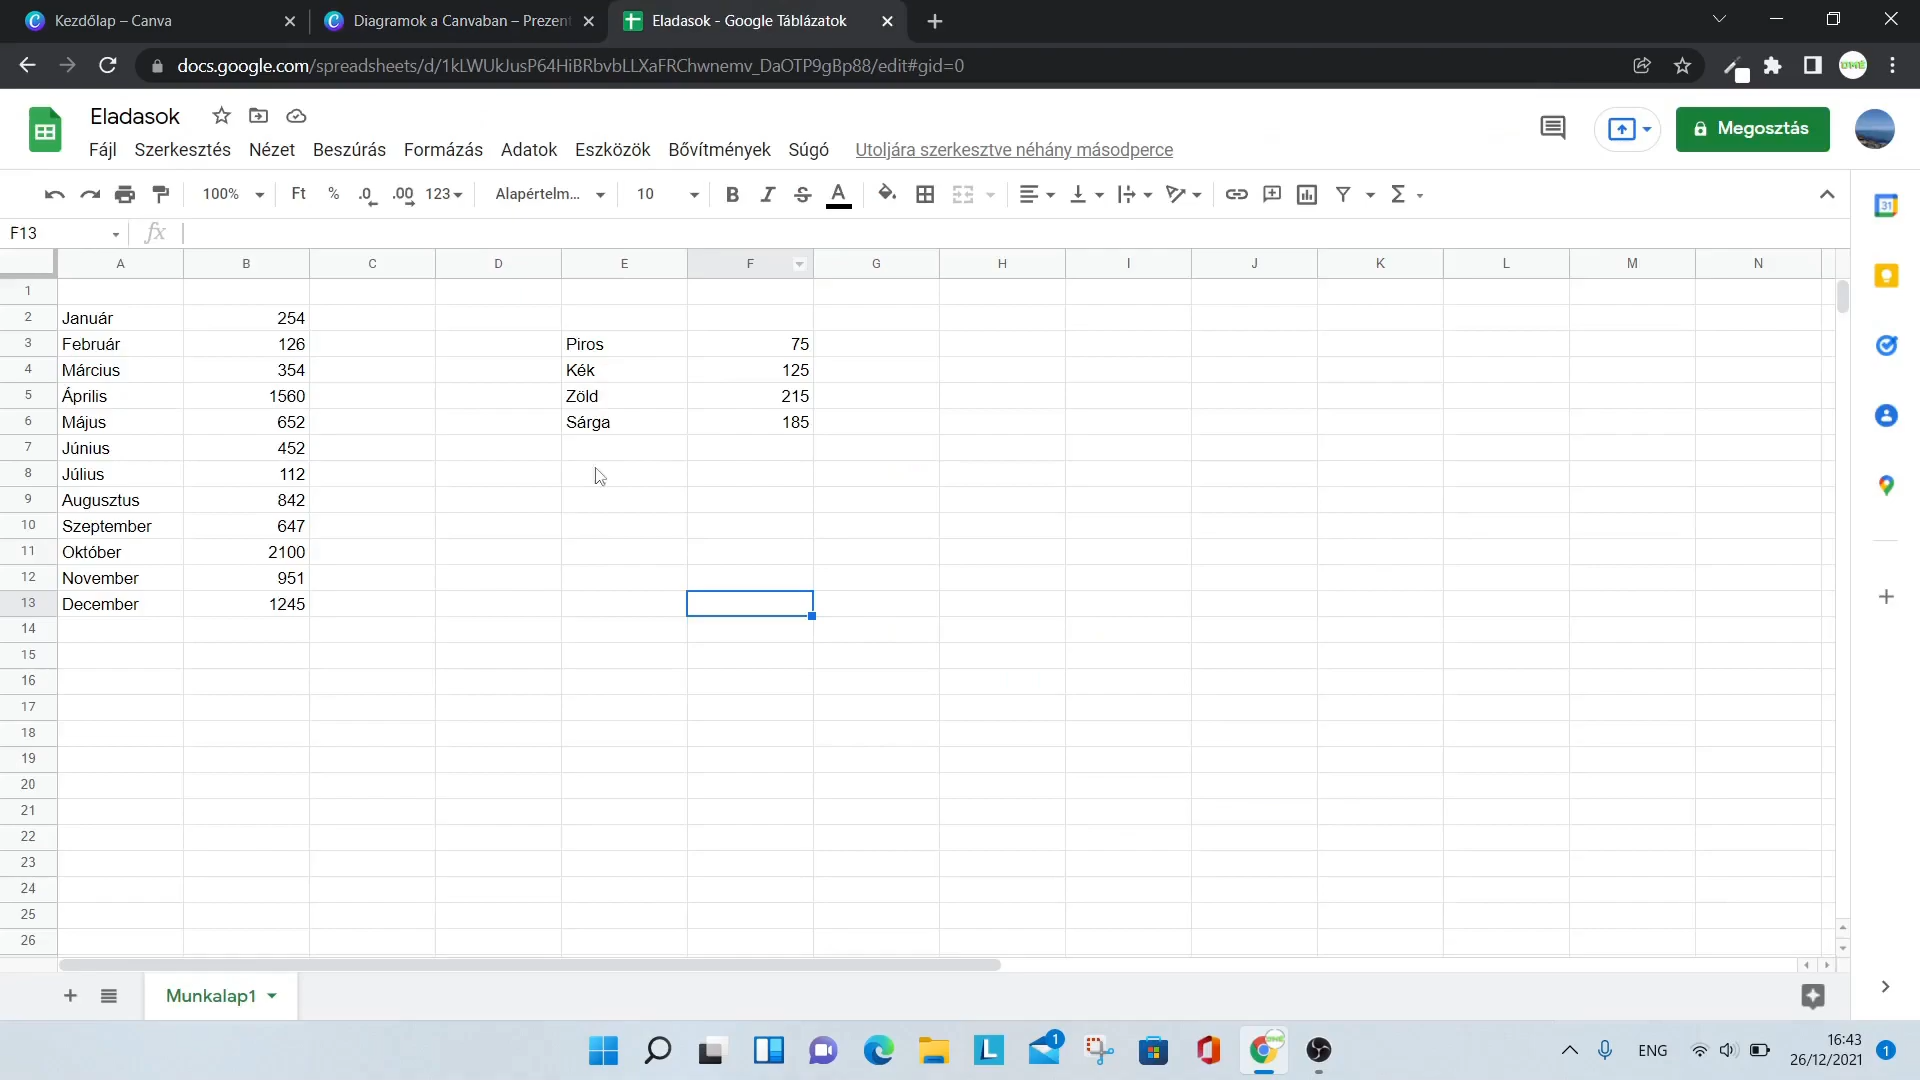 Kezdőlap – Canva
Diagramok a Canvaban – Prezent
Eladasok - Google Táblázatok
docs.google.com/spreadsheets/d/1kLWUkJusP64HiBRbvbLLXaFRChwnemv_DaOTP9gBp88/edit#gid=0
Eladasok
Fájl Szerkesztés Nézet Beszúrás Formázás Adatok Eszközök Bővítmények Súgó Utoljára szerkesztve néhány másodperce
Megosztás
100% Ft % .0 .00 123 Alapértelm... 10 B I S A
F13 fx
A B C D E F G H I J K L M N
1
2 Január 254
3 Február 126 Piros 75
4 Március 354 Kék 125
5 Április 1560 Zöld 215
6 Május 652 Sárga 185
7 Június 452
8 Július 112
9 Augusztus 842
10 Szeptember 647
11 Október 2100
12 November 951
13 December 1245
14
15
16
17
18
19
20
21
22
23
24
25
26
Munkalap1
31
1
ENG
16:43
26/12/2021
1